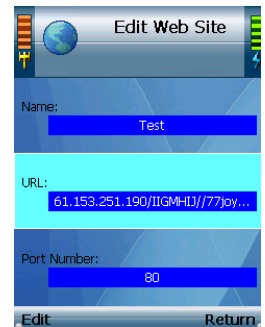 Edit Web Site
Name:
Test
URL:
61.153.251.190/IIGMHIJ//77joy...
Port Number:
80
Edit Return